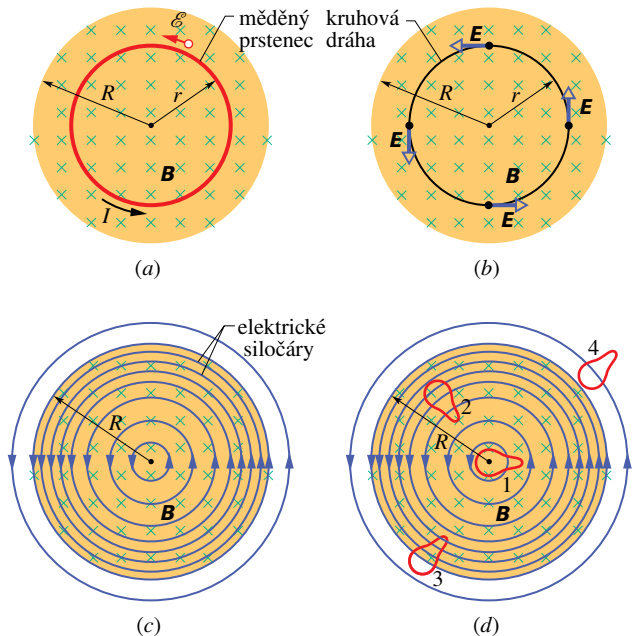 ℰ
měděný
prstenec
R
r
B
I
(a)
kruhová
dráha
E
E
E
E
R
r
B
(b)
elektrické
siločáry
R
B
(c)
4
2
R
1
B
3
(d)